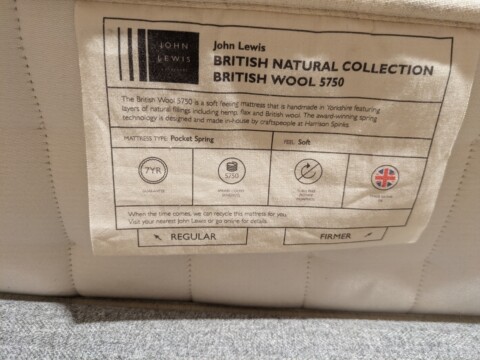 JOHN
LEWIS
John Lewis
BRITISH NATURAL COLLECTION
BRITISH WOOL 5750
The British Wool 5750 is a soft feeling mattress that is handmade in Yorkshire featuring
layers of natural fillings including hemp, flax and British wool. The award-winning spring
technology is designed and made in-house by craftspeople at Harrison Spinks.
MATTRESS TYPE: Pocket Spring
FEEL: Soft
7YR
5750
When the time comes, we can recycle this mattress for you.
Visit your nearest John Lewis or go online for details.
REGULAR
FIRMER